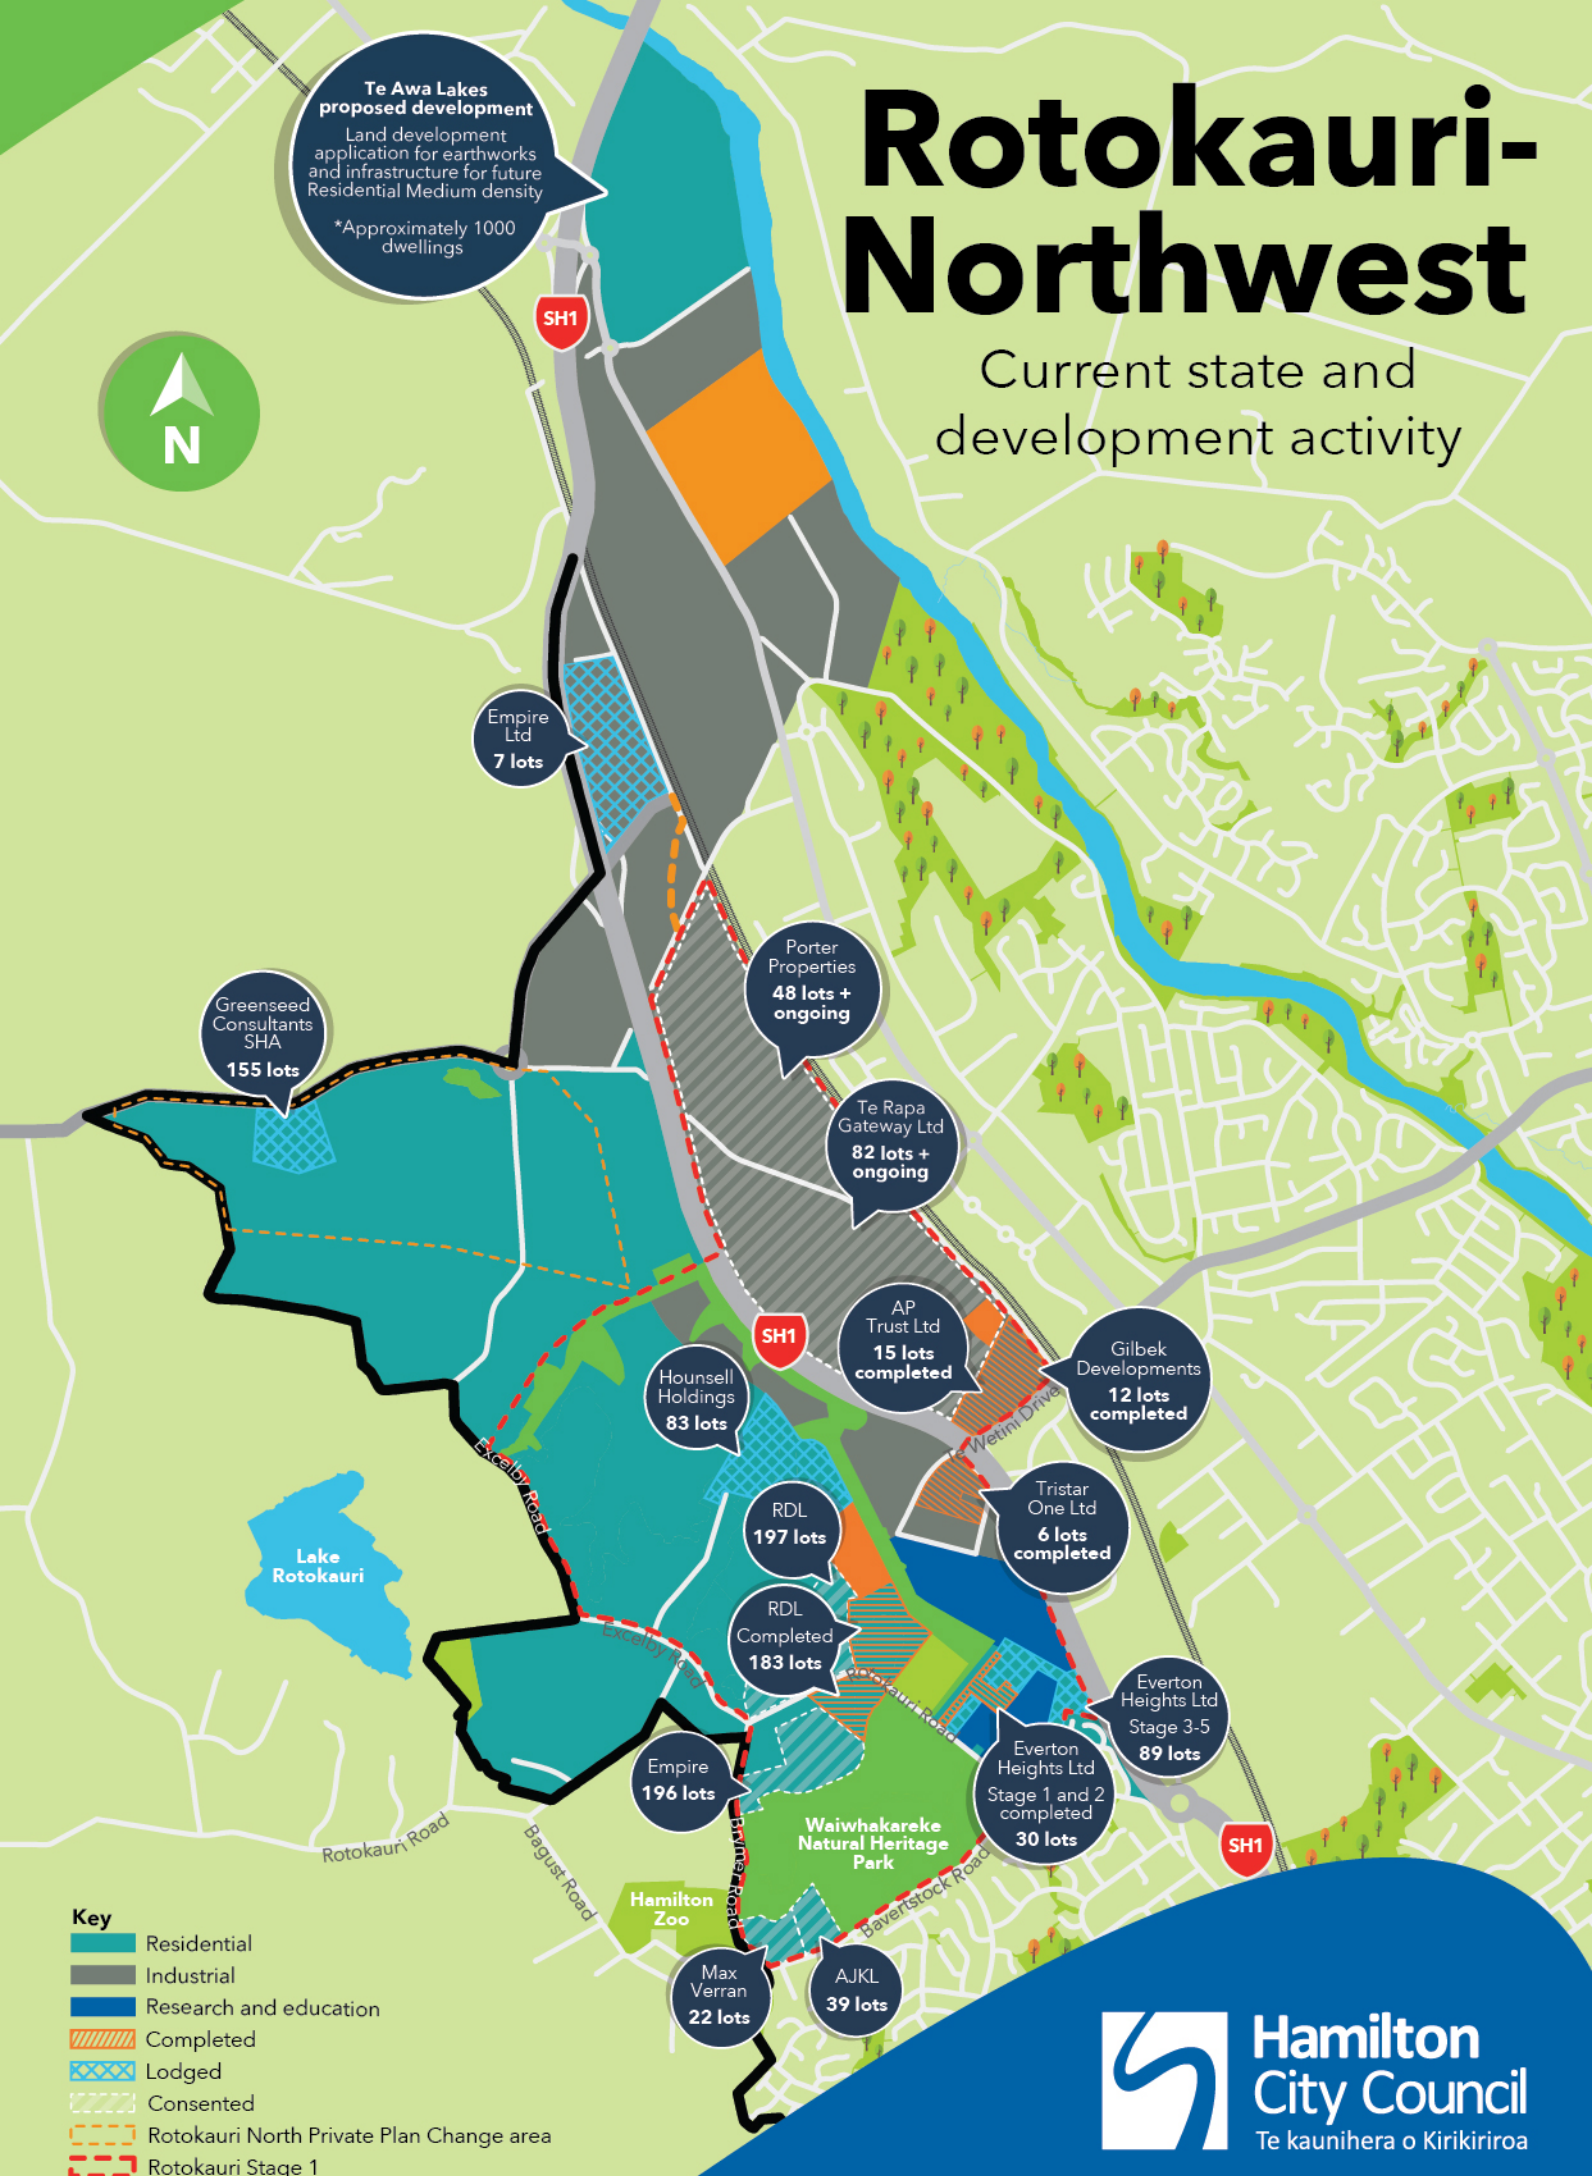 Rotokauri-
Northwest
Current state and
development activity
Te Awa Lakes
proposed development
Land development
application for earthworks
and infrastructure for future
Residential Medium density
*Approximately 1000
dwellings
SH1
N
Empire
Ltd
7 lots
Porter
Properties
48 lots +
ongoing
Greenseed
Consultants
SHA
155 lots
Te Rapa
Gateway Ltd
82 lots +
ongoing
AP
Trust Ltd
15 lots
completed
SH1
Gilbek
Developments
12 lots
completed
Hounsell
Holdings
83 lots
Te Wetini Drive
Excelby Road
Tristar
One Ltd
6 lots
completed
RDL
197 lots
Lake
Rotokauri
RDL
Completed
183 lots
Excelby Road
Rotokauri Road
Everton
Heights Ltd
Stage 3-5
89 lots
Everton
Heights Ltd
Stage 1 and 2
completed
30 lots
Empire
196 lots
Waiwhakareke
Natural Heritage
Park
SH1
Rotokauri Road
Bagust Road
Brymer Road
Bavertstock Road
Hamilton
Zoo
Max
Verran
22 lots
AJKL
39 lots
Key
Residential
Industrial
Research and education
Completed
Lodged
Consented
Rotokauri North Private Plan Change area
Rotokauri Stage 1
Hamilton
City Council
Te kaunihera o Kirikiriroa